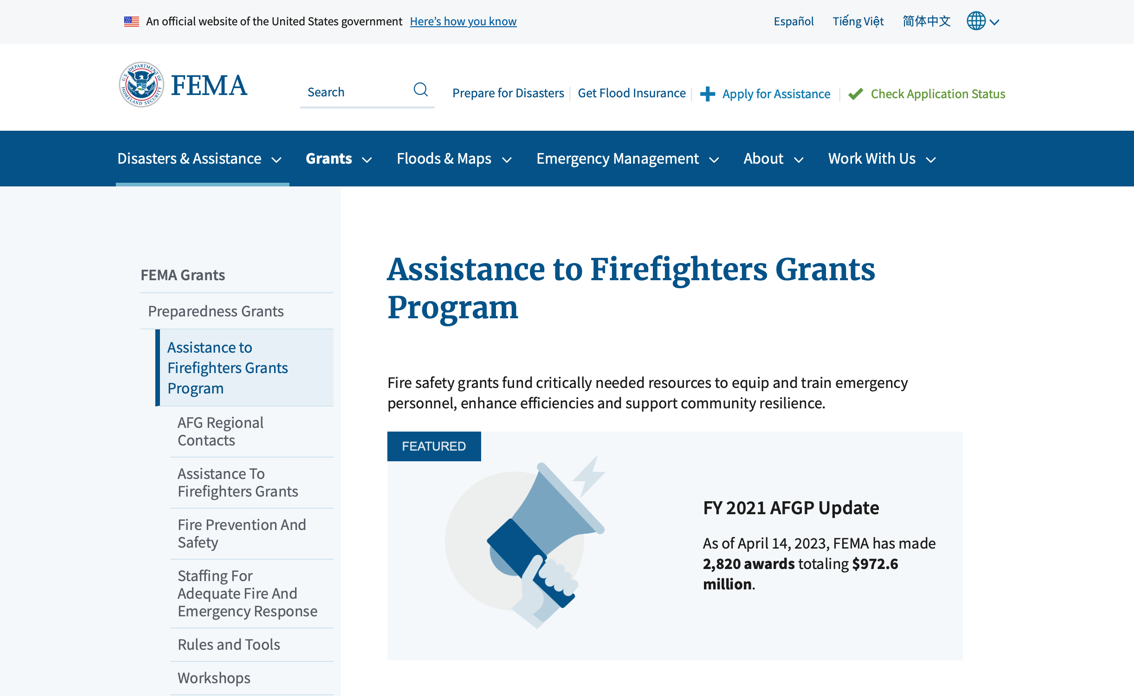 An official website of the United States government Here's how you know
Español Tiếng Việt 简体中文
U.S. DEPARTMENT OF HOMELAND SECURITY
FEMA
Search
Prepare for Disasters Get Flood Insurance Apply for Assistance Check Application Status
Disasters & Assistance Grants Floods & Maps Emergency Management About Work With Us
FEMA Grants
Preparedness Grants
Assistance to
Firefighters Grants
Program
AFG Regional
Contacts
Assistance To
Firefighters Grants
Fire Prevention And
Safety
Staffing For
Adequate Fire And
Emergency Response
Rules and Tools
Workshops
Assistance to Firefighters Grants
Program
Fire safety grants fund critically needed resources to equip and train emergency
personnel, enhance efficiencies and support community resilience.
FEATURED
FY 2021 AFGP Update
As of April 14, 2023, FEMA has made
2,820 awards totaling $972.6
million.